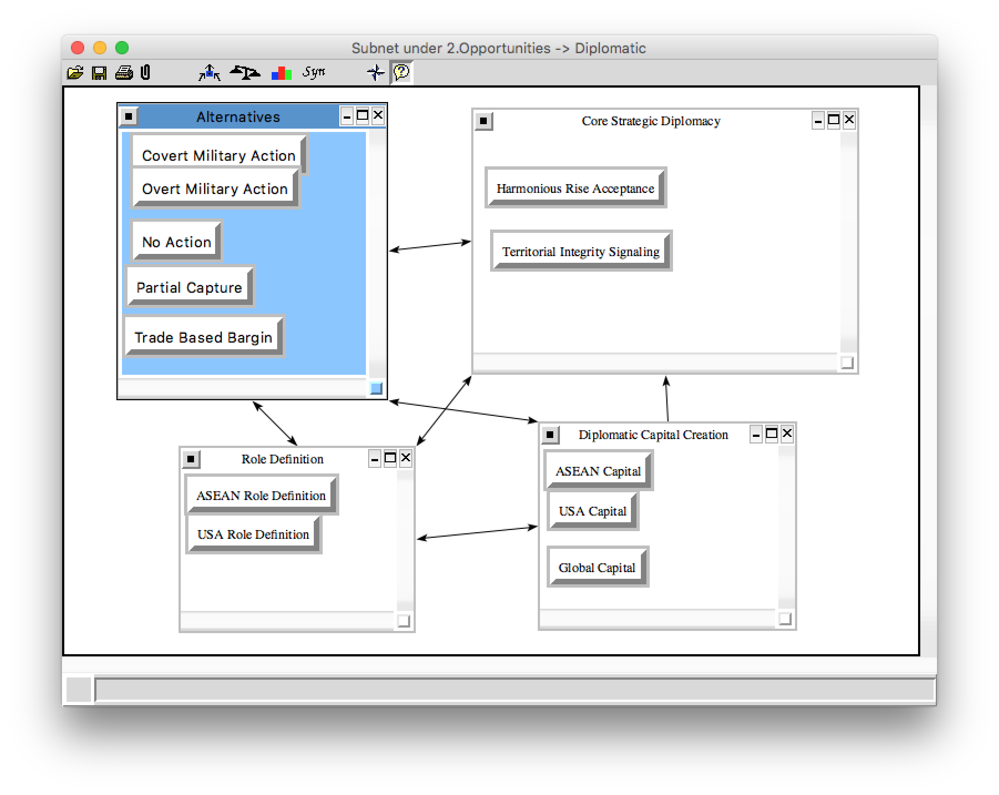 Subnet under 2.Opportunities -> Diplomatic
Syn
Alternatives
Covert Military Action
Overt Military Action
No Action
Partial Capture
Trade Based Bargin
Core Strategic Diplomacy
Harmonious Rise Acceptance
Territorial Integrity Signaling
Role Definition
ASEAN Role Definition
USA Role Definition
Diplomatic Capital Creation
ASEAN Capital
USA Capital
Global Capital